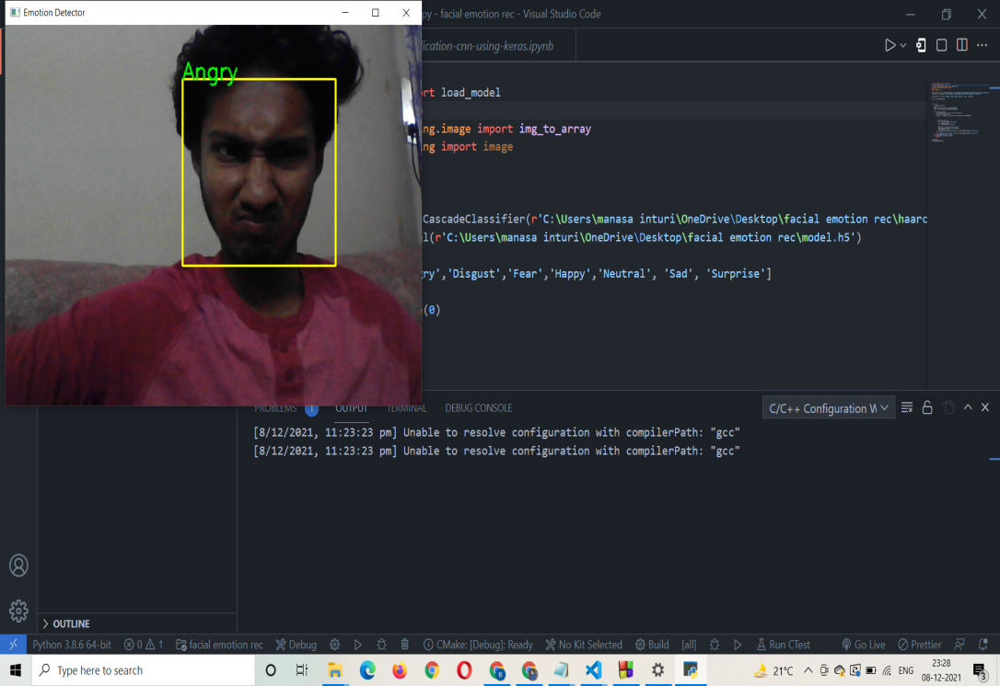 Emotion Detector
py - facial emotion rec - Visual Studio Code
ication-cnn-using-keras.ipynb
Angry
rt load_model
ng.image import img_to_array
ng import image
CascadeClassifier(r'C:\Users\manasa inturi\OneDrive\Desktop\facial emotion rec\haarc
l(r'C:\Users\manasa inturi\OneDrive\Desktop\facial emotion rec\model.h5')
ry','Disgust','Fear','Happy','Neutral', 'Sad', 'Surprise']
(0)
PROBLEMS 1 OUTPUT TERMINAL DEBUG CONSOLE
C/C++ Configuration W
[8/12/2021, 11:23:23 pm] Unable to resolve configuration with compilerPath: "gcc"
[8/12/2021, 11:23:23 pm] Unable to resolve configuration with compilerPath: "gcc"
OUTLINE
Python 3.8.6 64-bit 0 1 facial emotion rec Debug CMake: [Debug]: Ready No Kit Selected Build [all] Run CTest Go Live Prettier
Type here to search
21°C ENG
23:28
08-12-2021
3